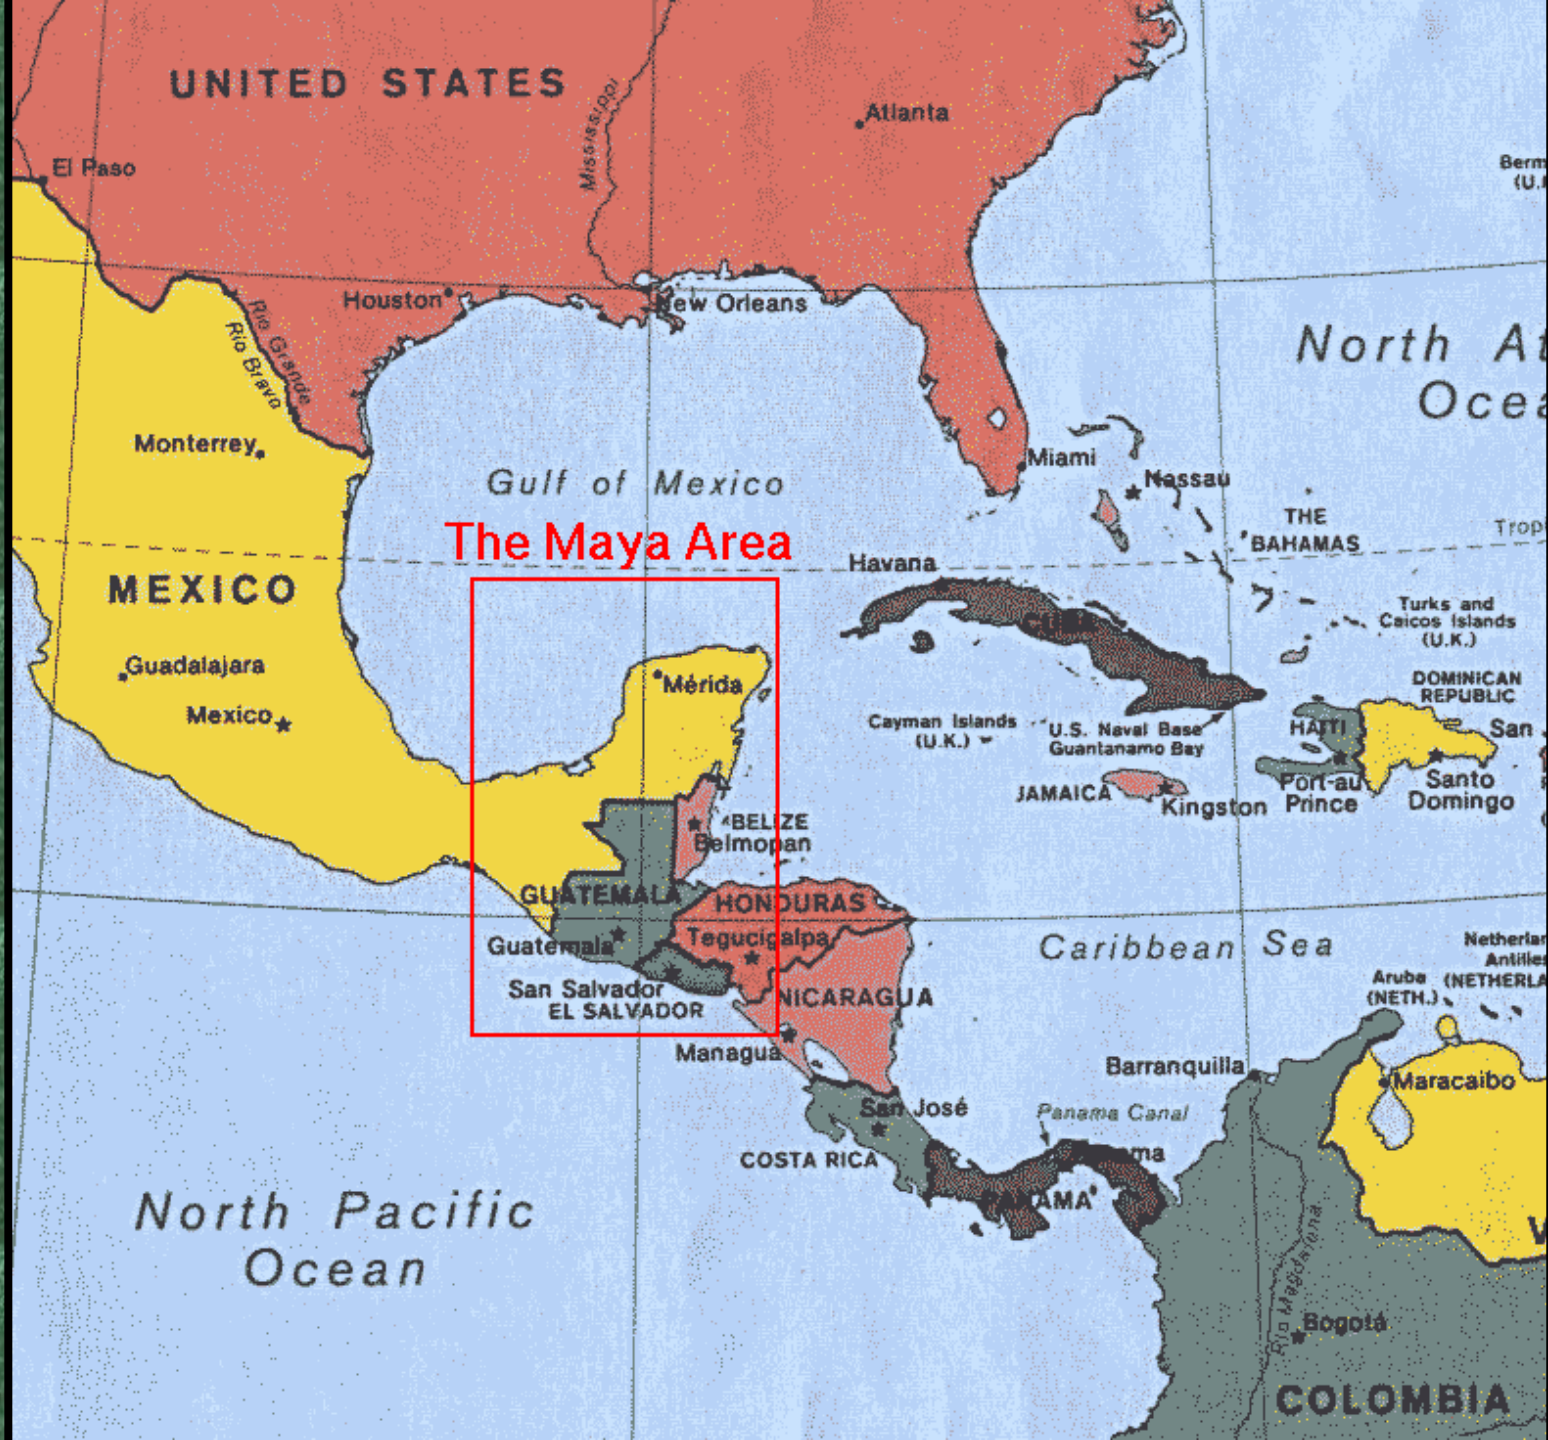 UNITED STATES
Mississippi
Atlanta
El Paso
Berm
(U.
Houston
New Orleans
Rio Grande
Rio Bravo
North At
Ocea
Monterrey
Miami
Gulf of Mexico
Nassau
THE
BAHAMAS
Trop
The Maya Area
Havana
MEXICO
Turks and
Caicos Islands
(U.K.)
Guadalajara
Mérida
DOMINICAN
REPUBLIC
Mexico
Cayman Islands
(U.K.)
U.S. Naval Base
Guantanamo Bay
HAITI
San
JAMAICA
Kingston
Port-au
Prince
Santo
Domingo
BELIZE
Belmopan
GUATEMALA
HONDURAS
Guatemala
Tegucigalpa
Caribbean Sea
Netherlan
Antilles
(NETHERLA
Aruba
(NETH.)
San Salvador
EL SALVADOR
NICARAGUA
Managua
Barranquilla
Maracaibo
San José
Panama Canal
COSTA RICA
ama
PANAMA
North Pacific
Ocean
V
Rio Magdalena
Bogotá
COLOMBIA